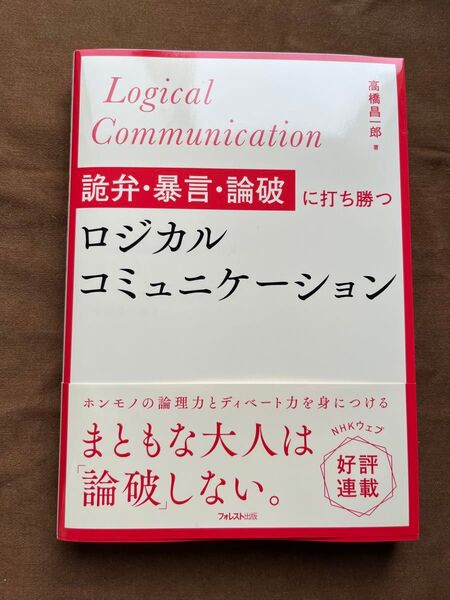 Logical
Communication
高橋昌一郎 著
詭弁・暴言・論破に打ち勝つ
ロジカル
コミュニケーション
ホンモノの論理力とディベート力を身につける
まともな大人は
「論破」しない。
NHKウェブ
好評
連載
フォレスト出版